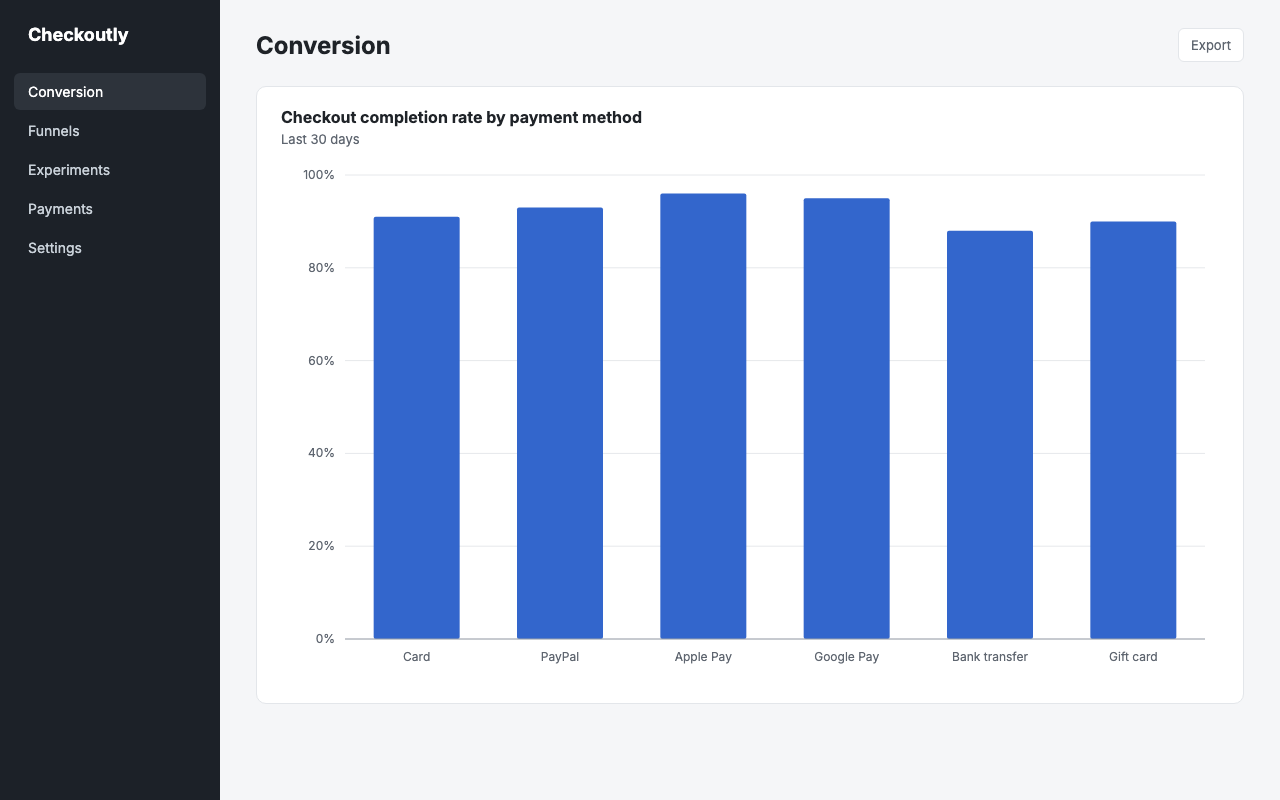 Checkoutly
Conversion
Funnels
Experiments
Payments
Settings
Conversion
Export
Checkout completion rate by payment method
Last 30 days
100%
80%
60%
40%
20%
0%
Card
PayPal
Apple Pay
Google Pay
Bank transfer
Gift card